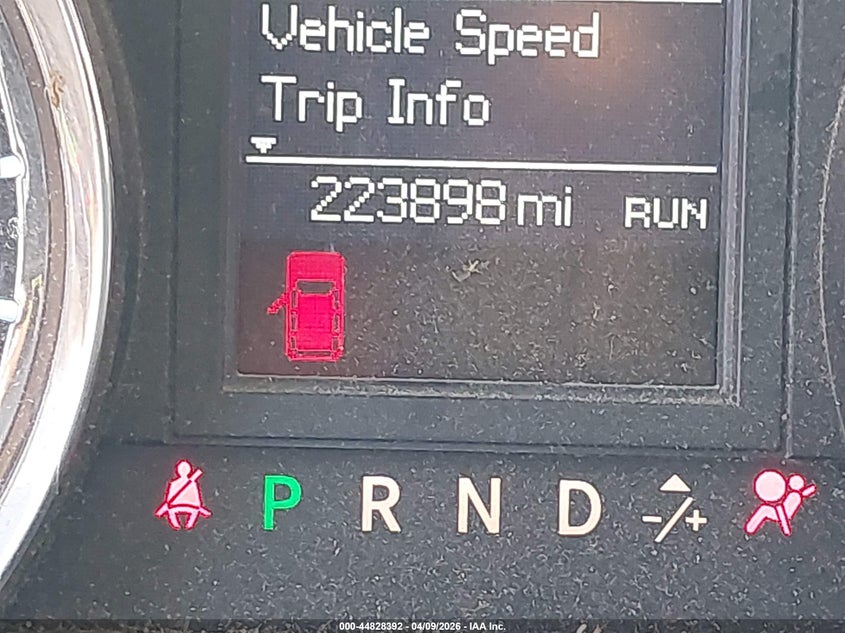 Vehicle Speed
Trip Info
223898 mi RUN
P R N D -/+
000-44828392 - 04/09/2026 - IAA Inc.